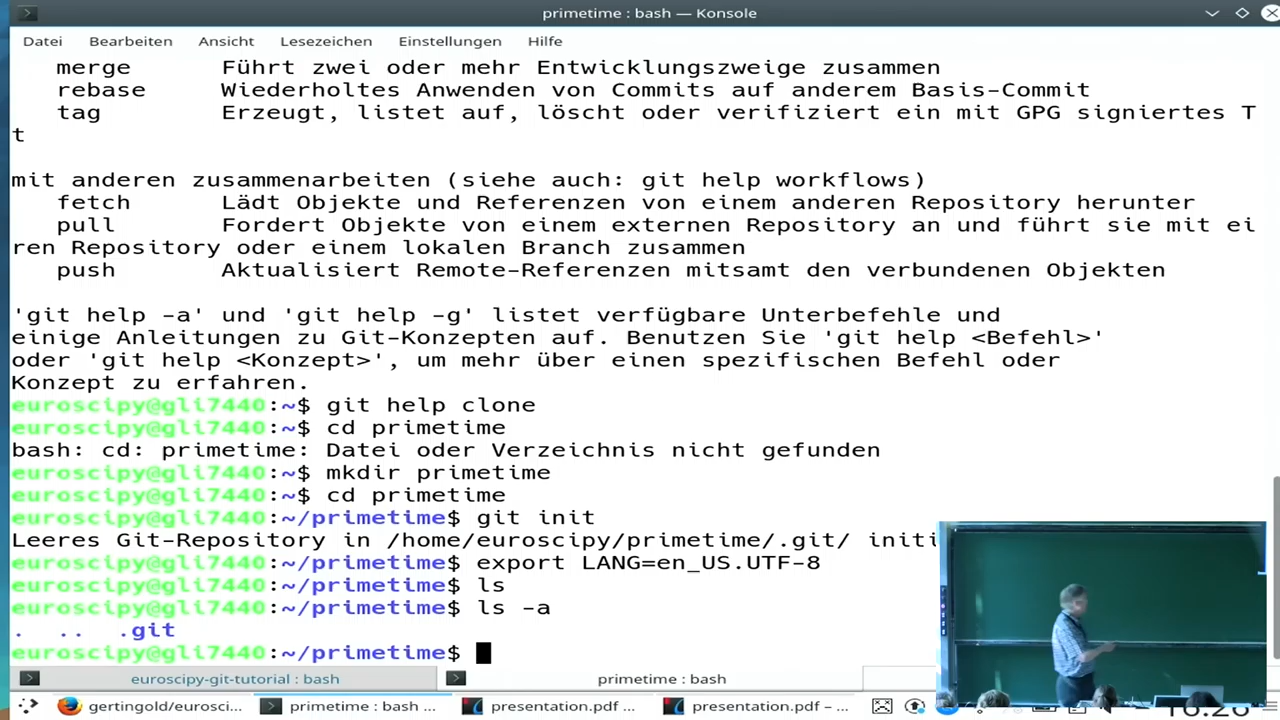 primetime : bash — Konsole
Datei Bearbeiten Ansicht Lesezeichen Einstellungen Hilfe
merge Führt zwei oder mehr Entwicklungszweige zusammen
rebase Wiederholtes Anwenden von Commits auf anderem Basis-Commit
tag Erzeugt, listet auf, löscht oder verifiziert ein mit GPG signiertes T
t
mit anderen zusammenarbeiten (siehe auch: git help workflows)
fetch Lädt Objekte und Referenzen von einem anderen Repository herunter
pull Fordert Objekte von einem externen Repository an und führt sie mit ei
ren Repository oder einem lokalen Branch zusammen
push Aktualisiert Remote-Referenzen mitsamt den verbundenen Objekten
'git help -a' und 'git help -g' listet verfügbare Unterbefehle und
einige Anleitungen zu Git-Konzepten auf. Benutzen Sie 'git help <Befehl>'
oder 'git help <Konzept>', um mehr über einen spezifischen Befehl oder
Konzept zu erfahren.
euroscipy@gli7440:~$ git help clone
euroscipy@gli7440:~$ cd primetime
bash: cd: primetime: Datei oder Verzeichnis nicht gefunden
euroscipy@gli7440:~$ mkdir primetime
euroscipy@gli7440:~$ cd primetime
euroscipy@gli7440:~/primetime$ git init
Leeres Git-Repository in /home/euroscipy/primetime/.git/ initi
euroscipy@gli7440:~/primetime$ export LANG=en_US.UTF-8
euroscipy@gli7440:~/primetime$ ls
euroscipy@gli7440:~/primetime$ ls -a
. .. .git
euroscipy@gli7440:~/primetime$
euroscipy-git-tutorial : bash primetime : bash
gertingold/eurosci... primetime : bash ... presentation.pdf ... presentation.pdf – ...